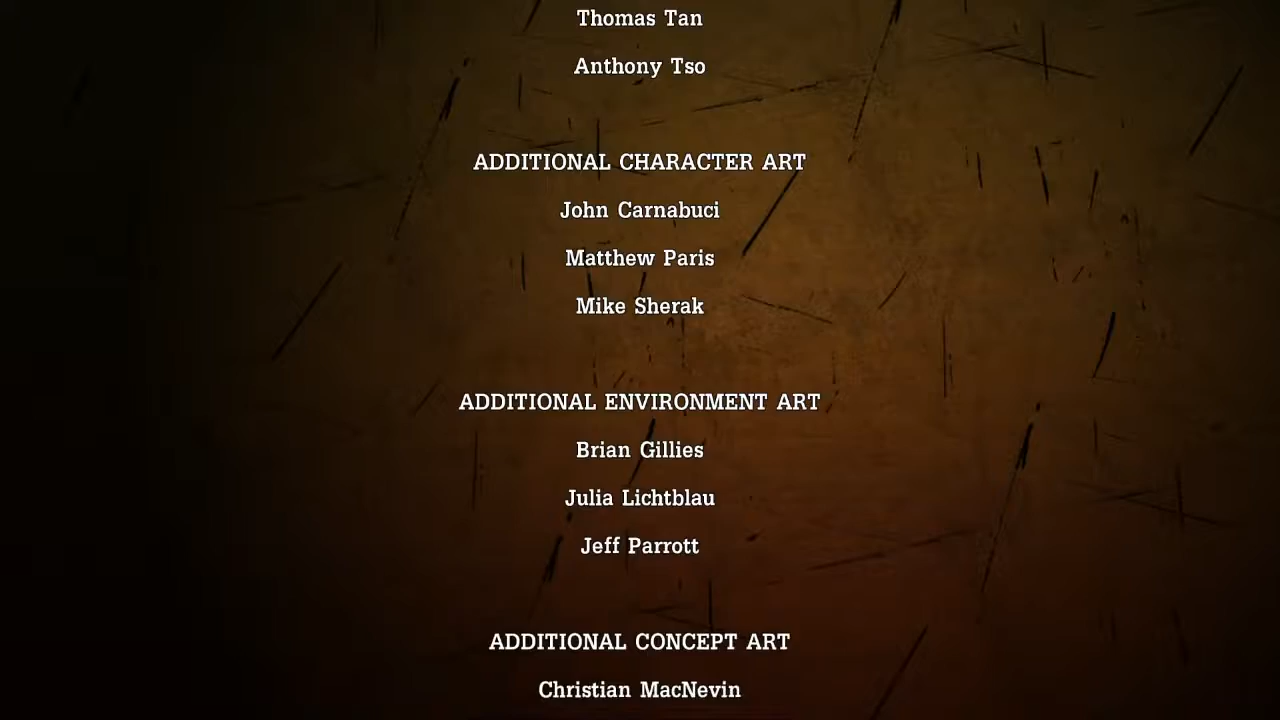 Thomas Tan
Anthony Tso
ADDITIONAL CHARACTER ART
John Carnabuci
Matthew Paris
Mike Sherak
ADDITIONAL ENVIRONMENT ART
Brian Gillies
Julia Lichtblau
Jeff Parrott
ADDITIONAL CONCEPT ART
Christian MacNevin